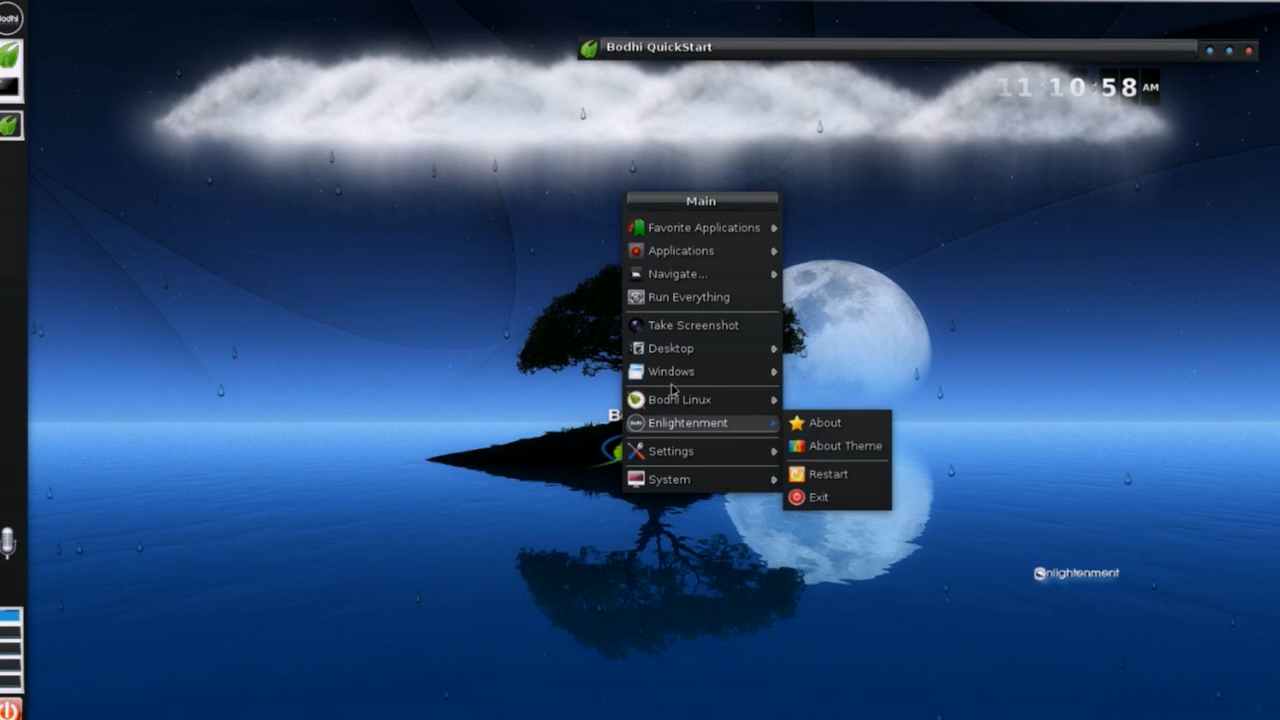 Bodhi
Bodhi QuickStart
11:10:58 AM
Main
Favorite Applications
Applications
Navigate...
Run Everything
Take Screenshot
Desktop
Windows
Bodhi Linux
Enlightenment
Settings
System
About
About Theme
Restart
Exit
B
Enlightenment